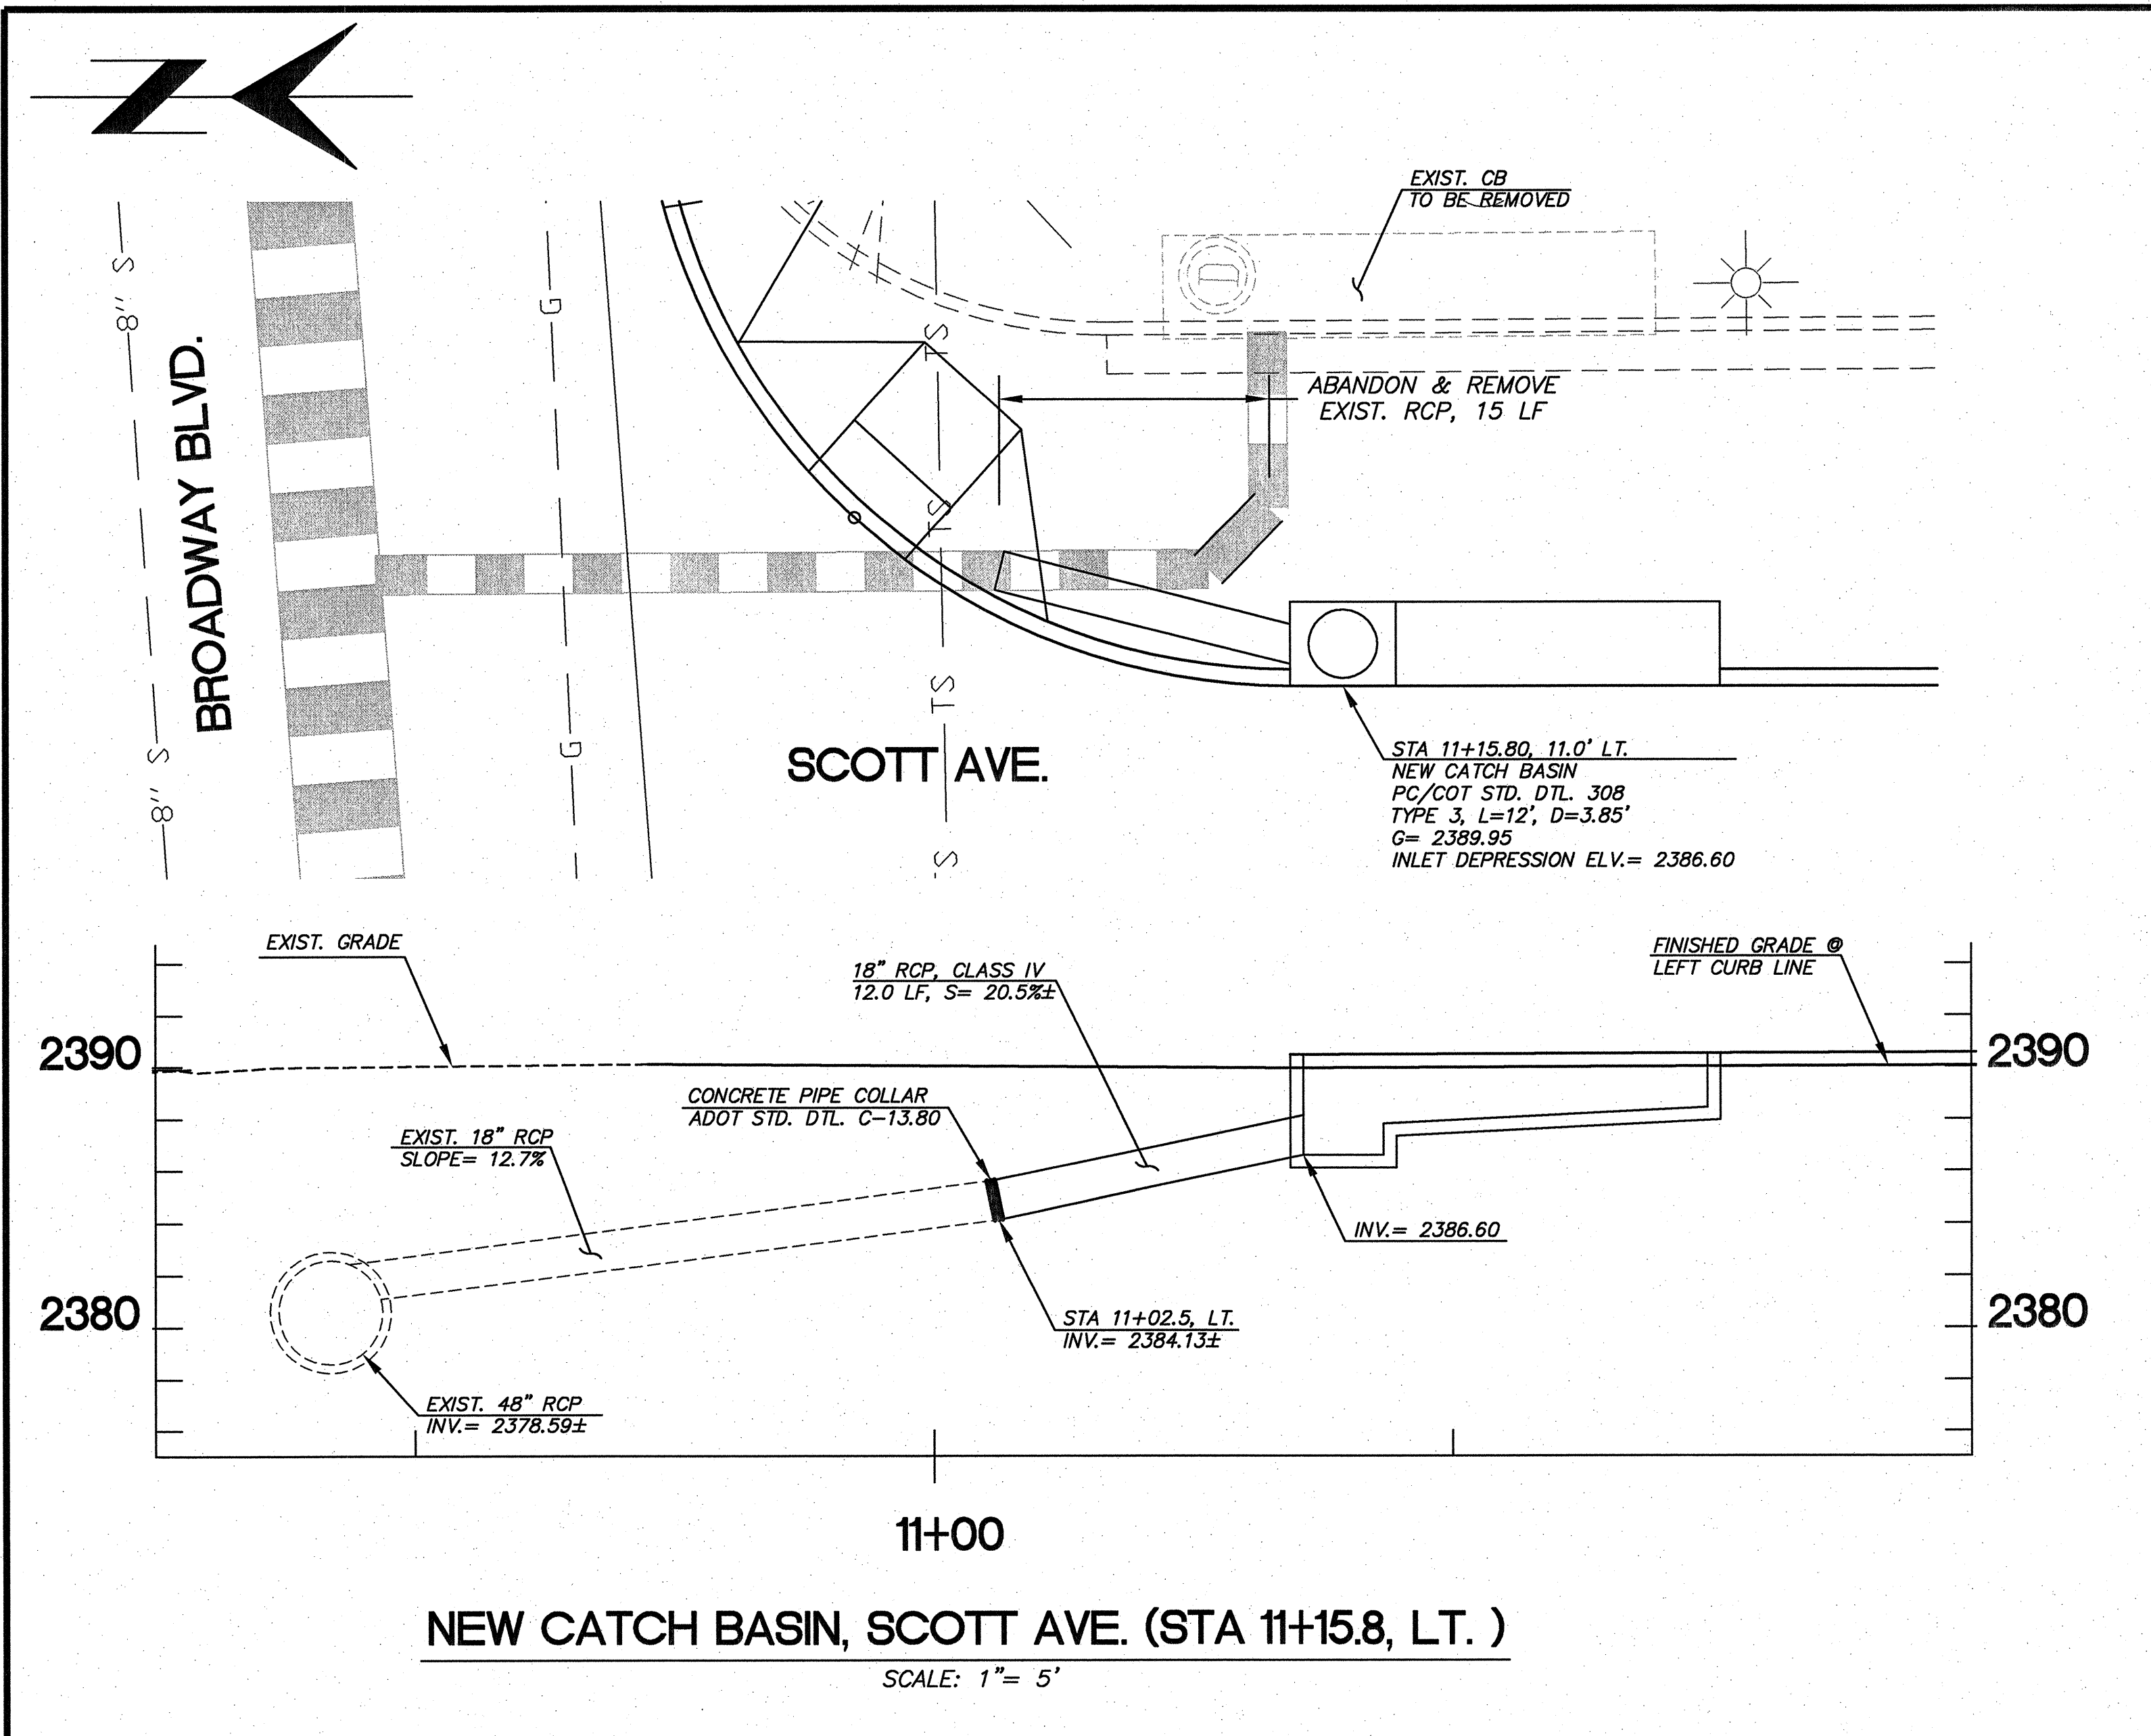 N
EXIST. CB
TO BE REMOVED
8" S
8" S
G
G
TS
TS
TS
S
D
BROADWAY BLVD.
ABANDON & REMOVE
EXIST. RCP, 15 LF
SCOTT AVE.
STA 11+15.80, 11.0' LT.
NEW CATCH BASIN
PC/COT STD. DTL. 308
TYPE 3, L=12', D=3.85'
G= 2389.95
INLET DEPRESSION ELV.= 2386.60
EXIST. GRADE
18" RCP, CLASS IV
12.0 LF, S= 20.5%±
FINISHED GRADE @
LEFT CURB LINE
2390
2390
CONCRETE PIPE COLLAR
ADOT STD. DTL. C-13.80
EXIST. 18" RCP
SLOPE= 12.7%
INV.= 2386.60
2380
2380
STA 11+02.5, LT.
INV.= 2384.13±
EXIST. 48" RCP
INV.= 2378.59±
11+00
NEW CATCH BASIN, SCOTT AVE. (STA 11+15.8, LT. )
SCALE: 1"= 5'